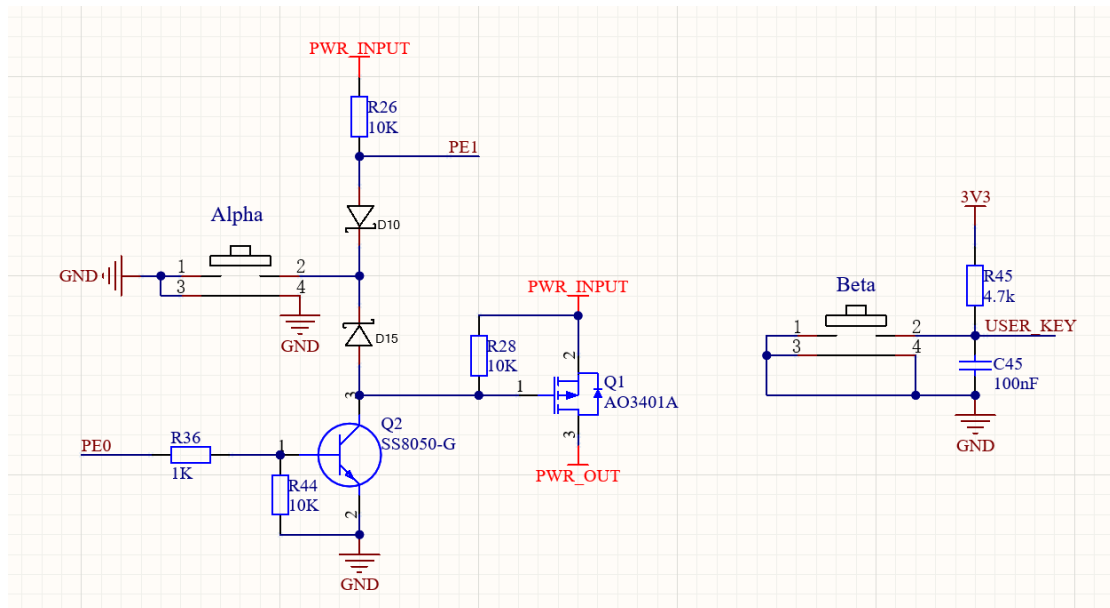 PWR_INPUT
R26
10K
PE1
D10
Alpha
GND
1
2
3
4
GND
D15
PWR_INPUT
R28
10K
2
1
Q1
AO3401A
3
PWR_OUT
3
Q2
SS8050-G
PE0
R36
1K
1
R44
10K
2
GND
3V3
R45
4.7k
Beta
1
2
3
4
USER_KEY
C45
100nF
GND